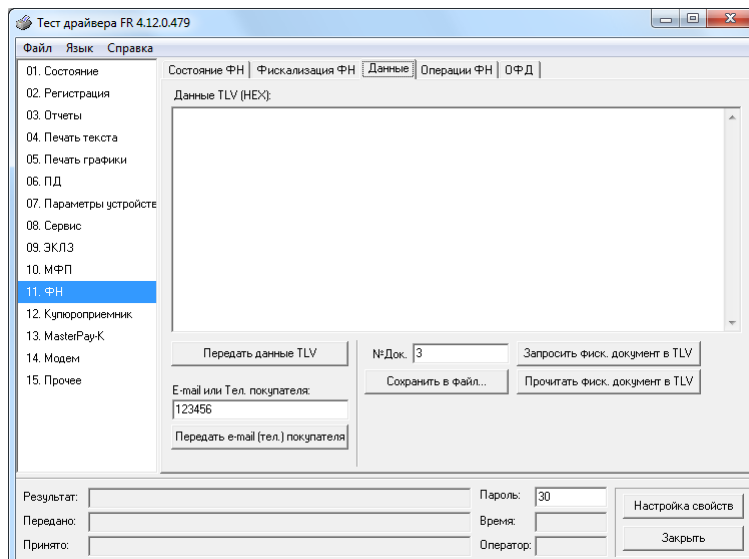 Тест драйвера FR 4.12.0.479
Файл Язык Справка
01. Состояние
02. Регистрация
03. Отчеты
04. Печать текста
05. Печать графики
06. ПД
07. Параметры устройств
08. Сервис
09. ЭКЛЗ
10. МФП
11. ФН
12. Купюроприемник
13. MasterPay-K
14. Модем
15. Прочее
Состояние ФН Фискализация ФН Данные Операции ФН ОФД
Данные TLV (HEX):
Передать данные TLV
E-mail или Тел. покупателя:
123456
Передать e-mail (тел.) покупателя
№Док. 3
Запросить фиск. документ в TLV
Сохранить в файл...
Прочитать фиск. документ в TLV
Результат:
Передано:
Принято:
Пароль: 30
Время:
Оператор:
Настройка свойств
Закрыть